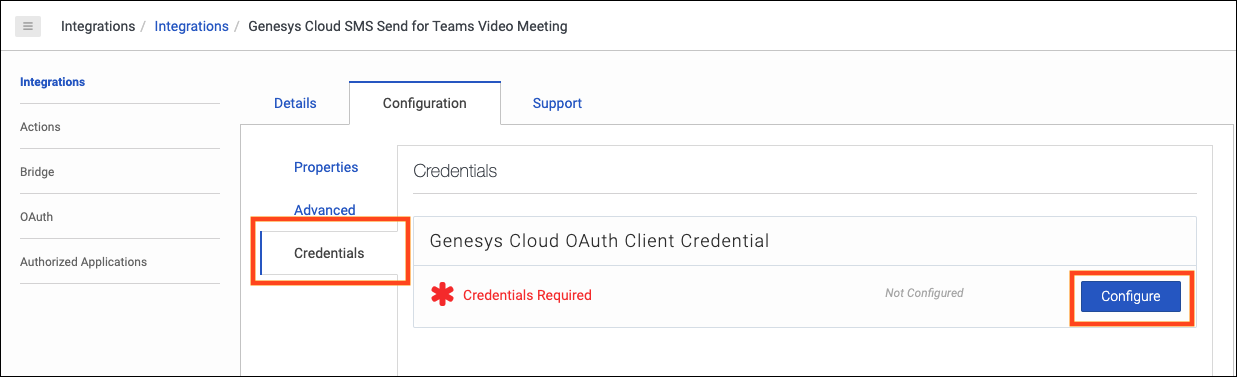 Integrations / Integrations / Genesys Cloud SMS Send for Teams Video Meeting
Integrations
Actions
Bridge
OAuth
Authorized Applications
Details Configuration Support
Properties
Advanced
Credentials
Credentials
Genesys Cloud OAuth Client Credential
Credentials Required Not Configured Configure